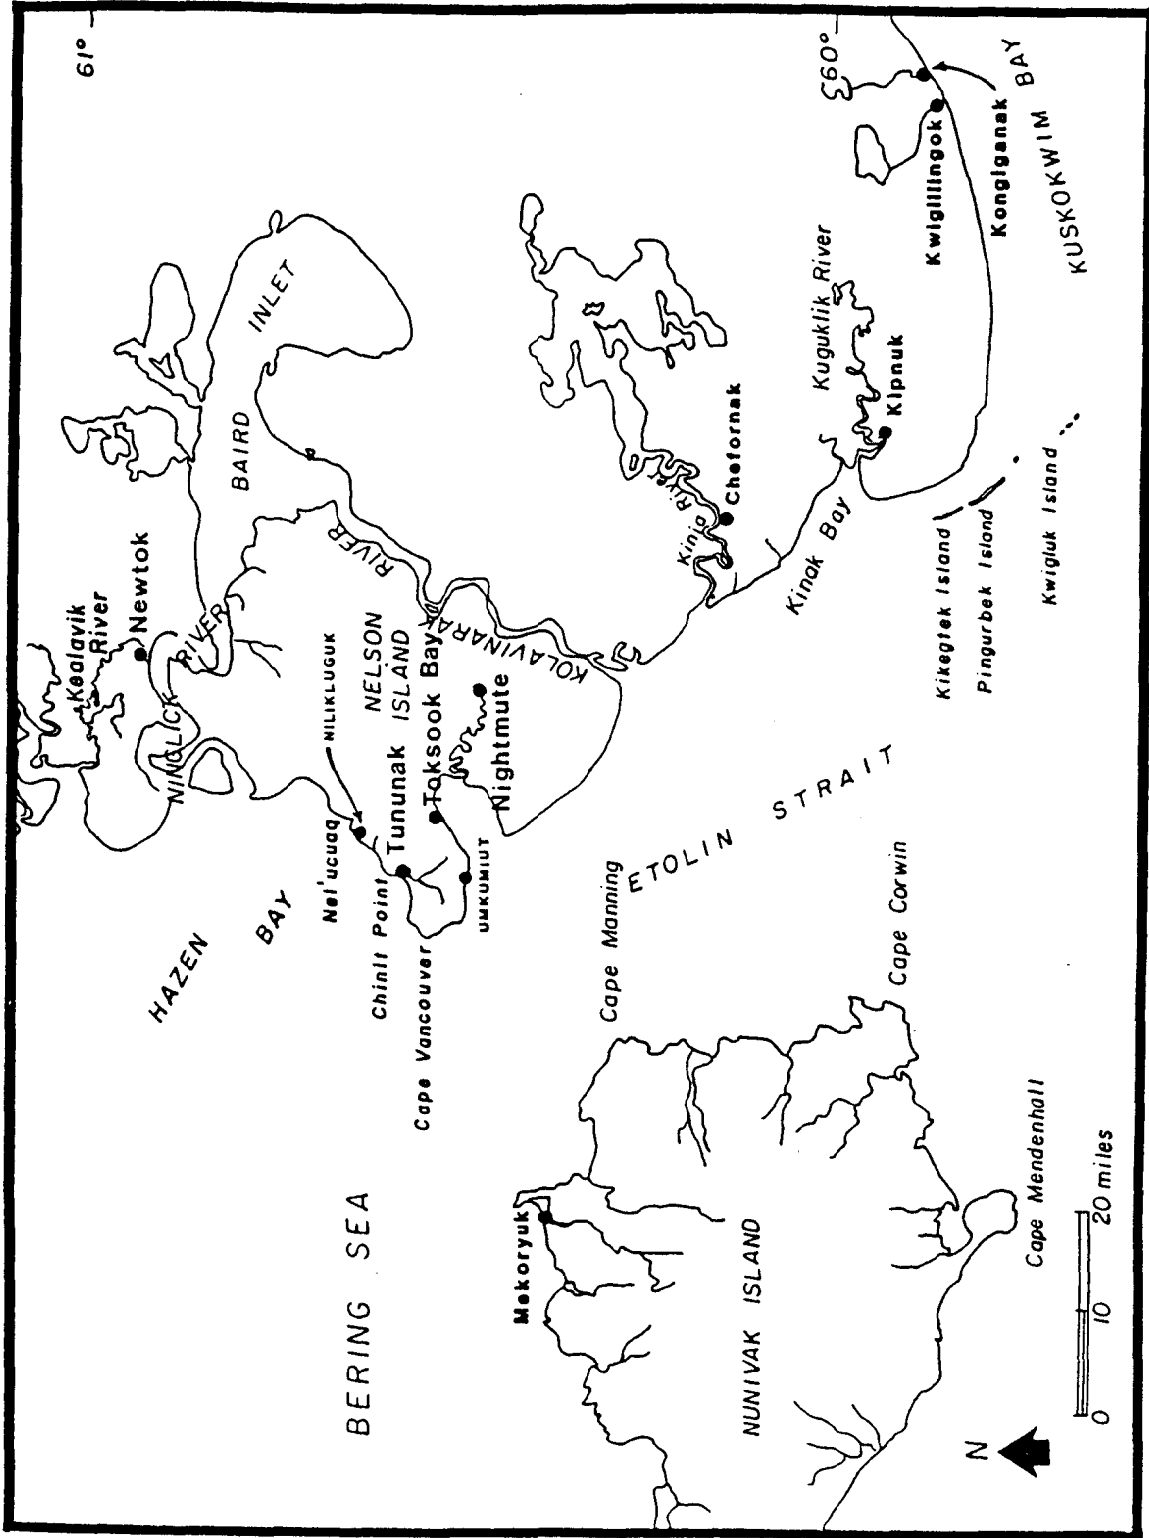 61°
60°
Kealavik
River
Newtok
NINGLICK
RIVER
BAIRD
INLET
HAZEN
BAY
Nel'ucuaq
NILIKLUGUK
NELSON
ISLAND
Chinit Point
Tununak
Toksook Bay
Cape Vancouver
UMKUMIUT
Nightmute
KOLAVINARAK
RIVER
Kinia River
Chefornak
Kinak Bay
Kuguklik River
Kipnuk
Kwigillingok
Kongiganak
KUSKOKWIM BAY
Kikegtek Island
Pingurbek Island
Kwigluk Island
ETOLIN STRAIT
BERING SEA
Cape Manning
Cape Corwin
Mekoryuk
NUNIVAK ISLAND
Cape Mendenhall
N
0 10 20 miles